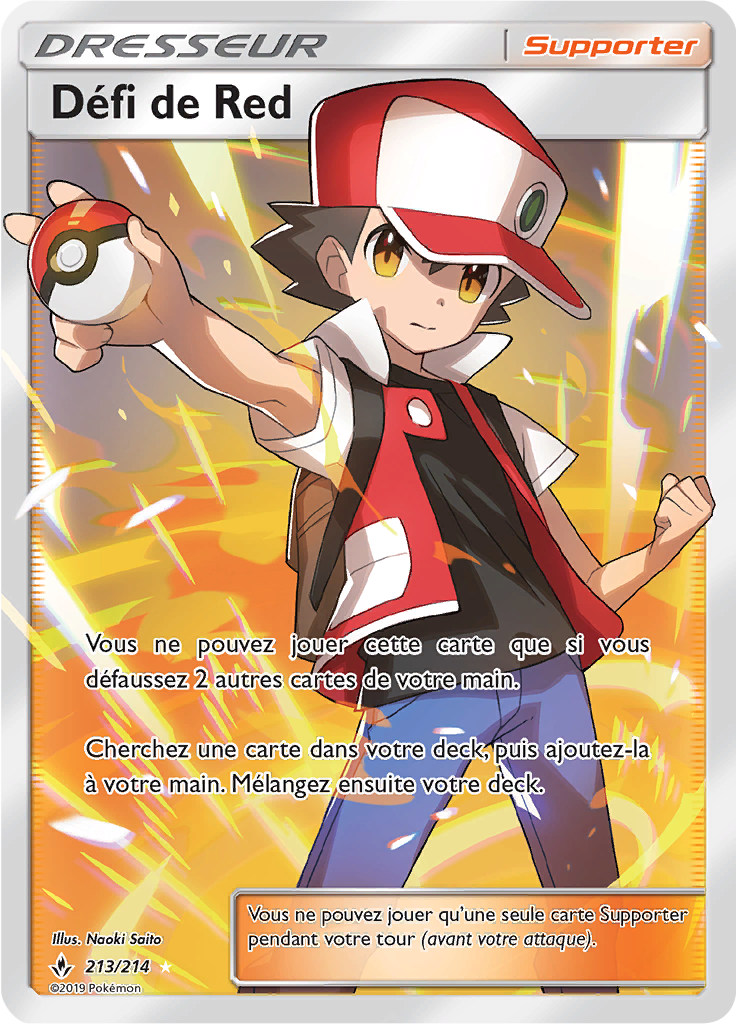 DRESSEUR
Supporter
Défi de Red
Vous ne pouvez jouer cette carte que si vous
défaussez 2 autres cartes de votre main.
Cherchez une carte dans votre deck, puis ajoutez-la
à votre main. Mélangez ensuite votre deck.
Vous ne pouvez jouer qu'une seule carte Supporter
pendant votre tour (avant votre attaque).
Illus. Naoki Saito
213/214
©2019 Pokémon